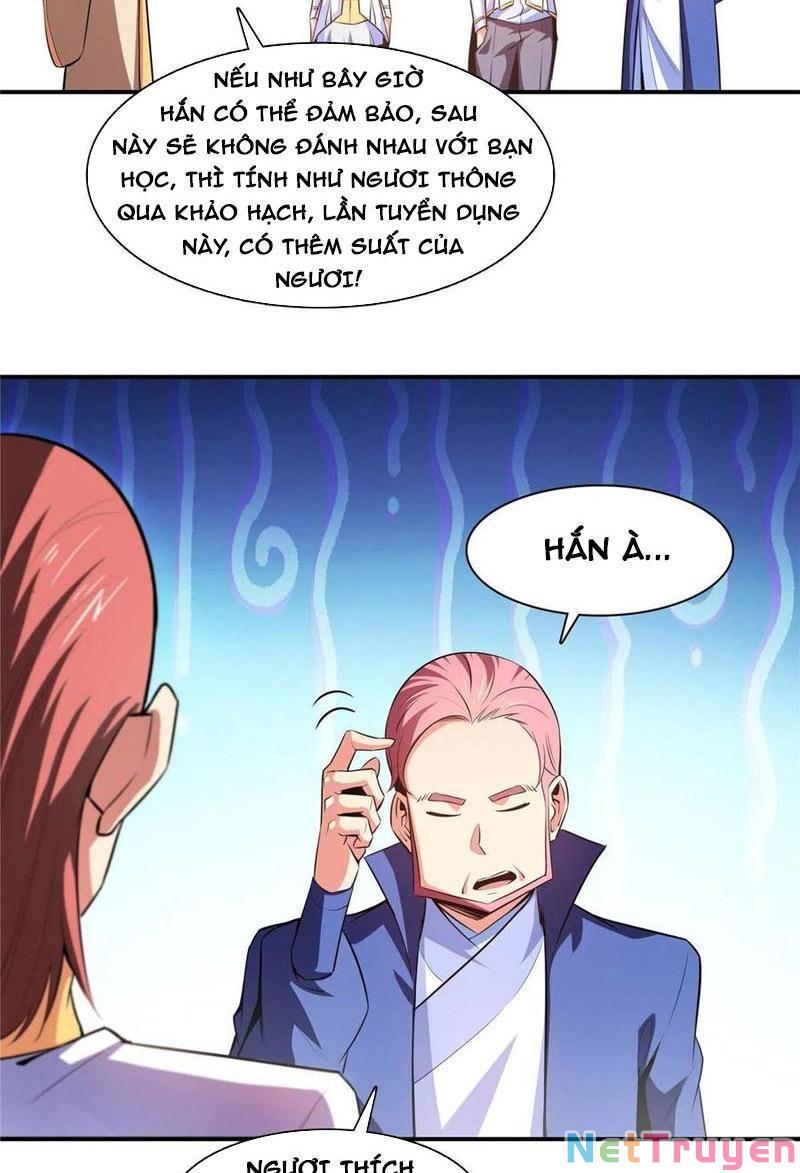 NẾU NHƯ BÂY GIỜ
HẮN CÓ THỂ ĐẢM BẢO, SAU
NÀY SẼ KHÔNG ĐÁNH NHAU VỚI BẠN
HỌC, THÌ TÍNH NHƯ NGƯƠI THÔNG
QUA KHẢO HẠCH, LẦN TUYỂN DỤNG
NÀY, CÓ THÊM SUẤT CỦA
NGƯƠI!
HẮN À...
NGƯƠI THÍCH
NetTruyen